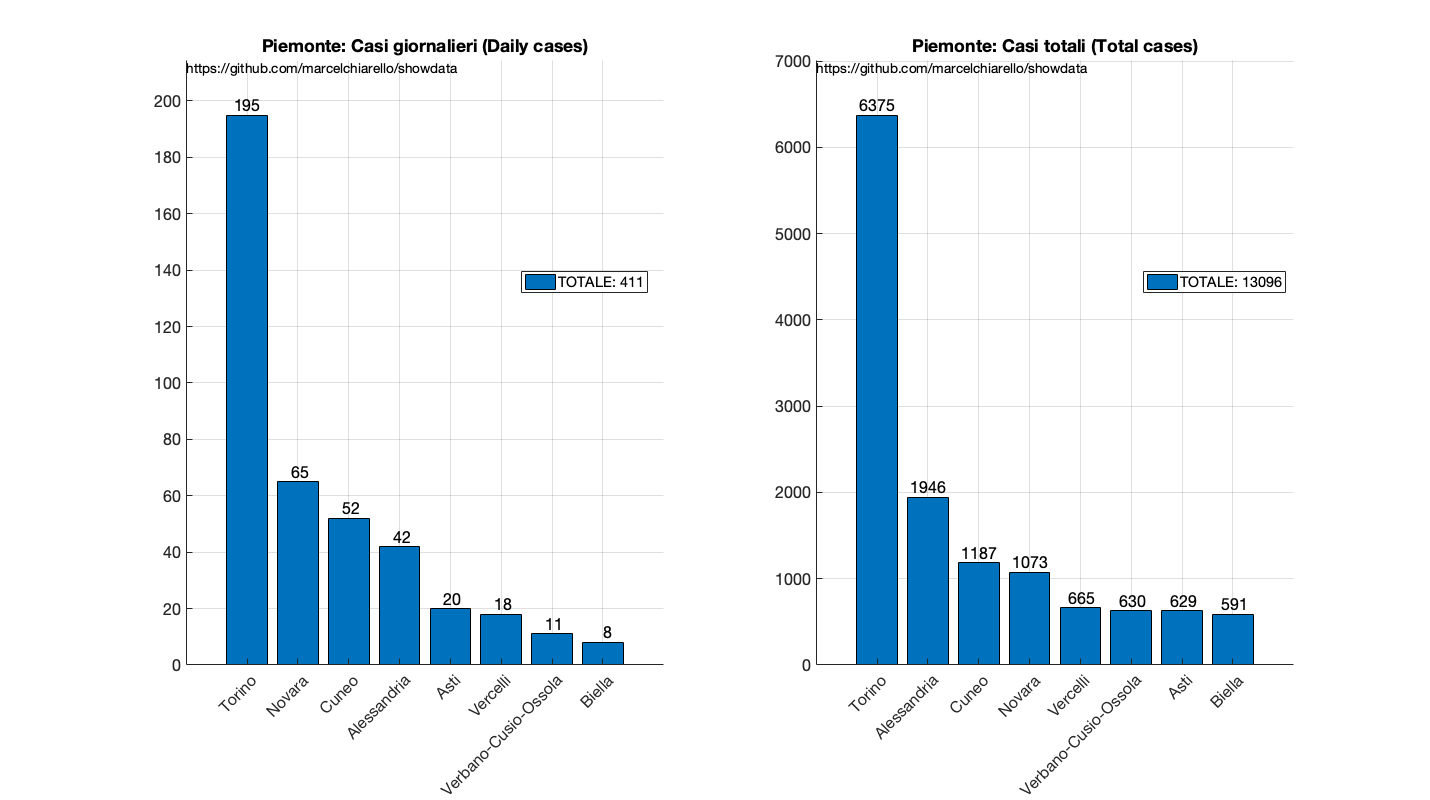 Piemonte: Casi giornalieri (Daily cases)
https://github.com/marcelchiarello/showdata
200
180
160
140
120
100
80
60
40
20
0
195
65
52
42
20
18
11
8
TOTALE: 411
Torino
Novara
Cuneo
Alessandria
Asti
Vercelli
Verbano-Cusio-Ossola
Biella
Piemonte: Casi totali (Total cases)
https://github.com/marcelchiarello/showdata
7000
6000
5000
4000
3000
2000
1000
0
6375
1946
1187
1073
665
630
629
591
TOTALE: 13096
Torino
Alessandria
Cuneo
Novara
Vercelli
Verbano-Cusio-Ossola
Asti
Biella